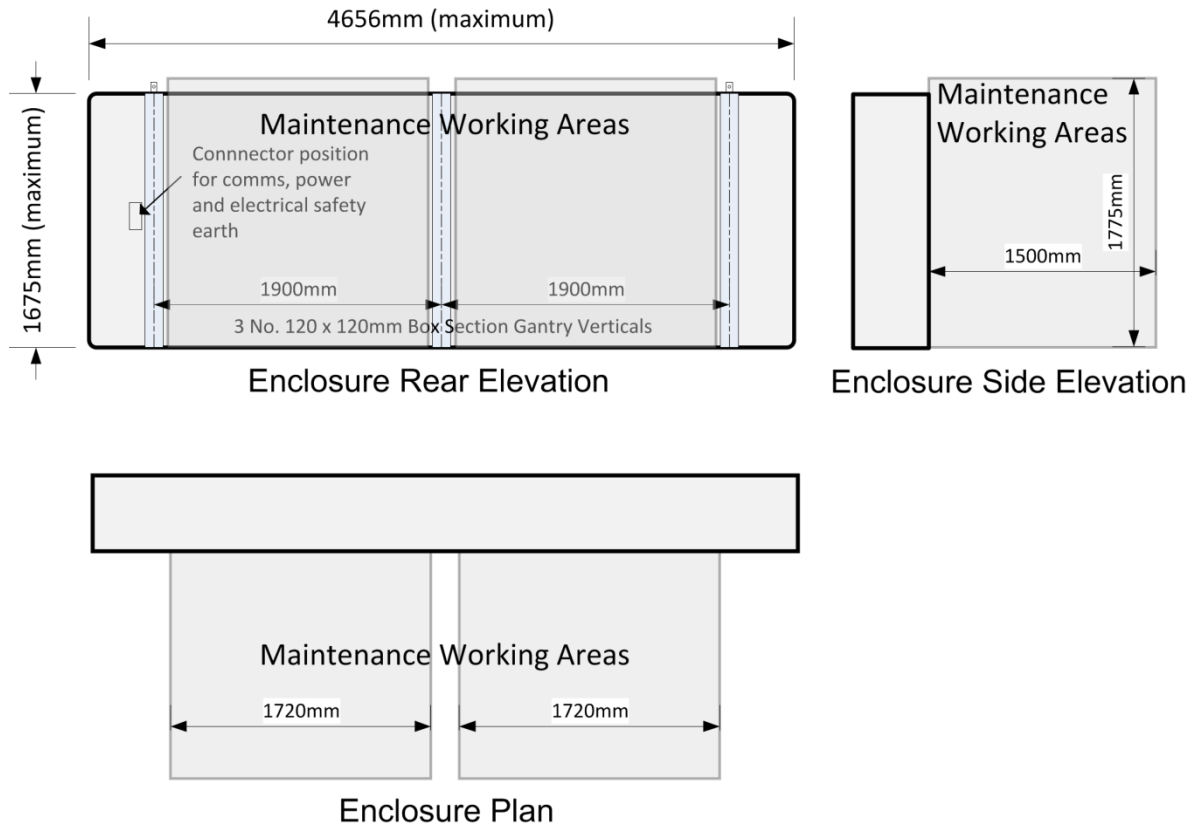 4656mm (maximum)
1675mm (maximum)
Maintenance Working Areas
Connnector position
for comms, power
and electrical safety
earth
1900mm
1900mm
3 No. 120 x 120mm Box Section Gantry Verticals
Enclosure Rear Elevation
Maintenance
Working Areas
1775mm
1500mm
Enclosure Side Elevation
Maintenance Working Areas
1720mm
1720mm
Enclosure Plan